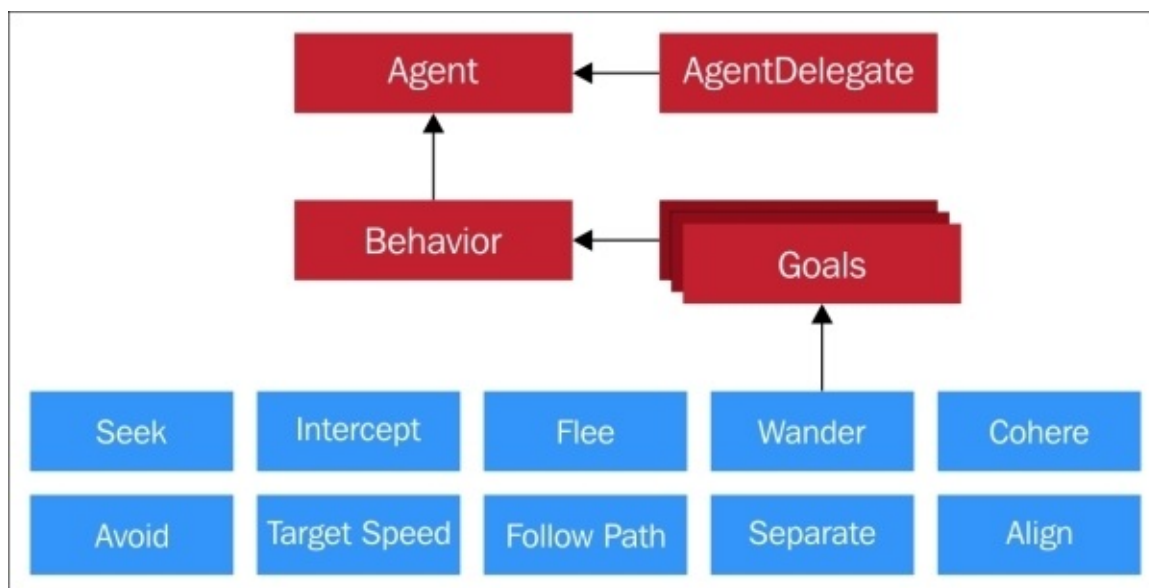 Agent
AgentDelegate
Behavior
Goals
Seek
Intercept
Flee
Wander
Cohere
Avoid
Target Speed
Follow Path
Separate
Align